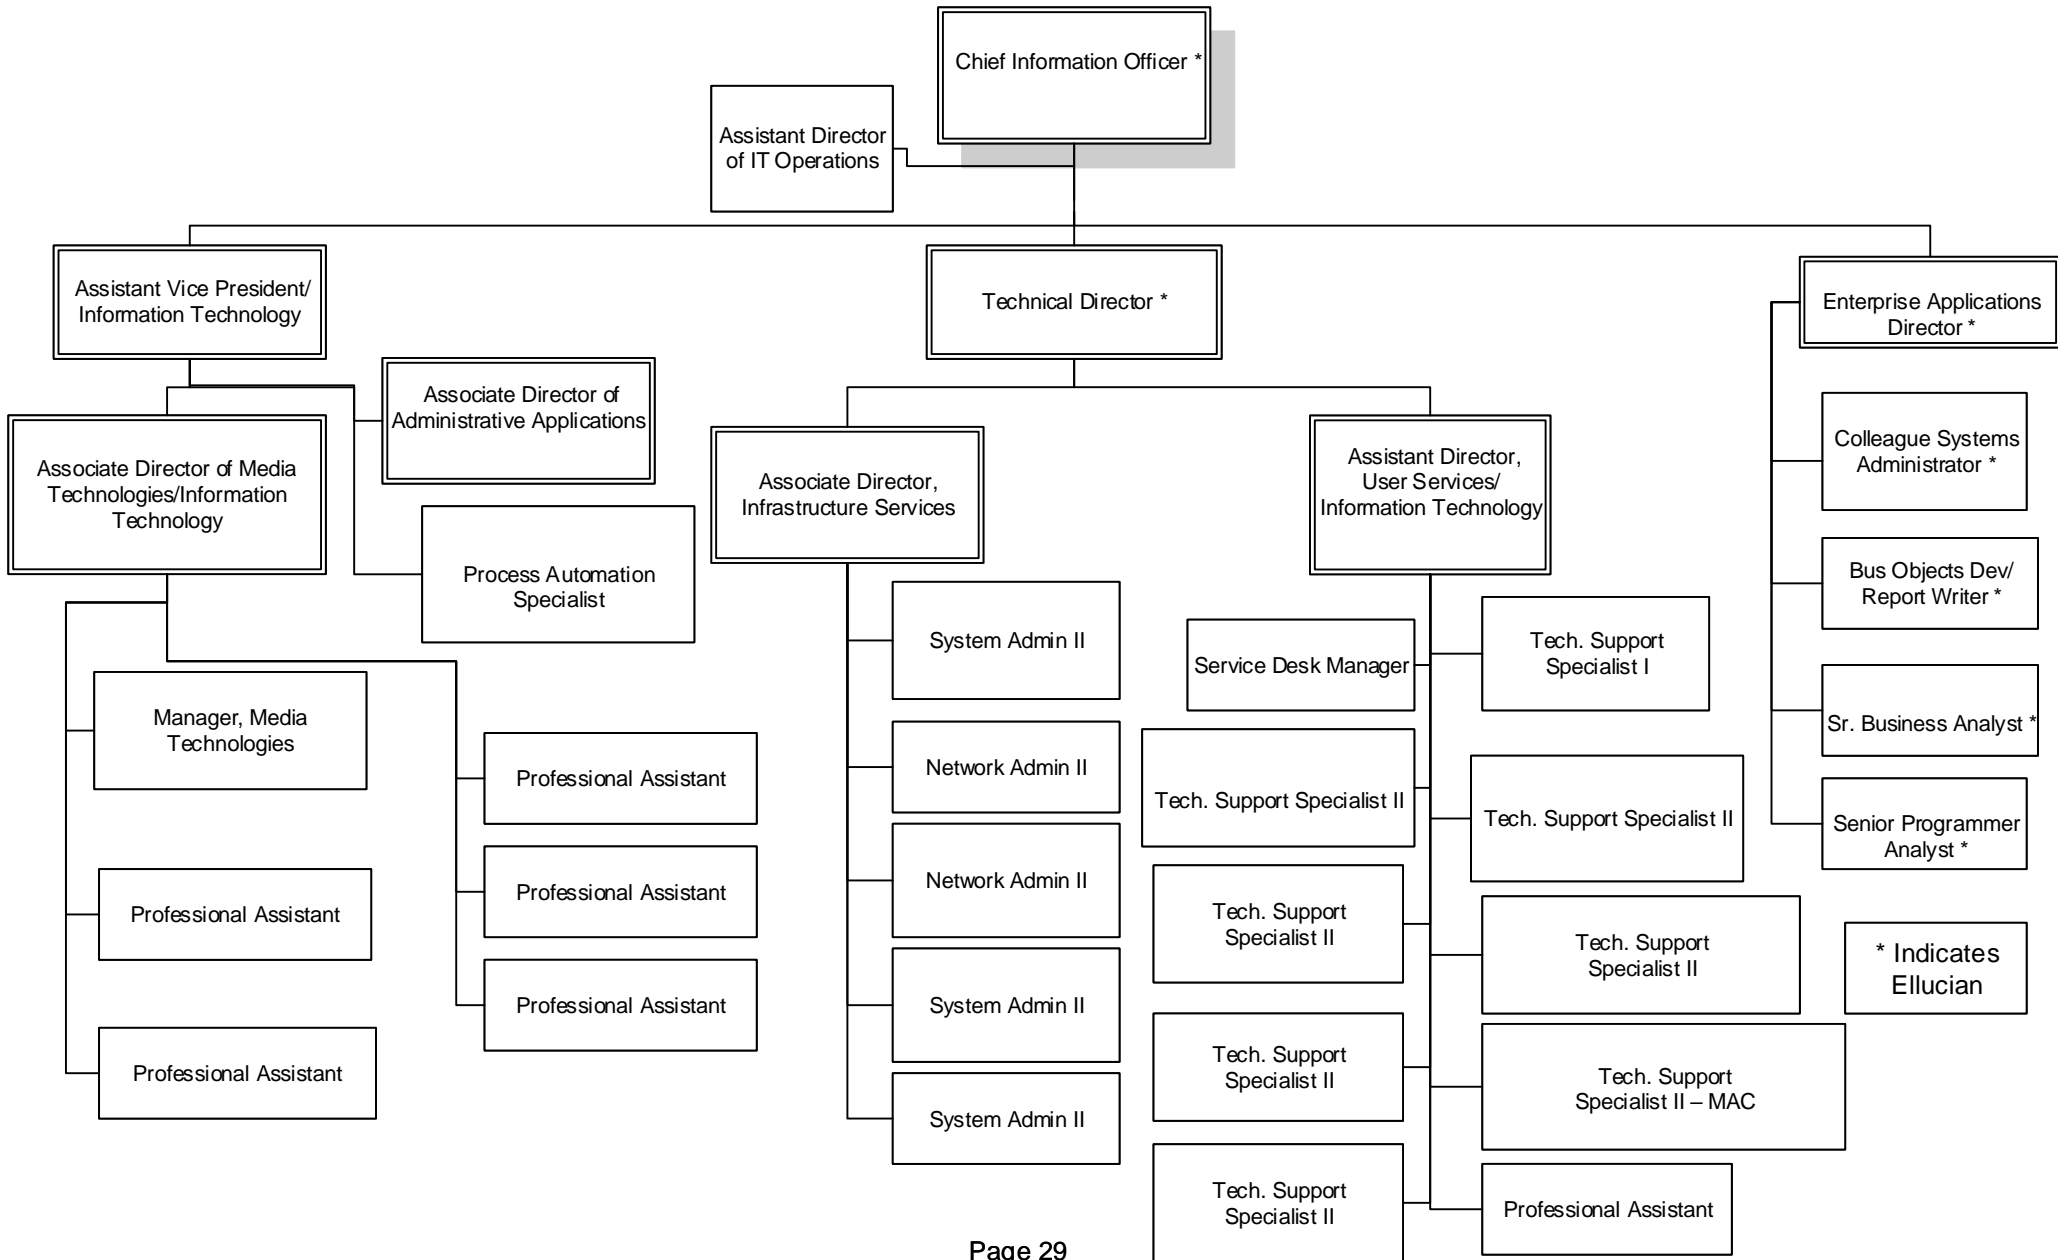 Chief Information Officer *
Assistant Director
of IT Operations
Assistant Vice President/
Information Technology
Technical Director *
Enterprise Applications
Director *
Associate Director of
Administrative Applications
Associate Director of Media
Technologies/Information
Technology
Process Automation
Specialist
Manager, Media
Technologies
Professional Assistant
Professional Assistant
Professional Assistant
Professional Assistant
Professional Assistant
Associate Director,
Infrastructure Services
System Admin II
Network Admin II
Network Admin II
System Admin II
System Admin II
Assistant Director,
User Services/
Information Technology
Service Desk Manager
Tech. Support
Specialist I
Tech. Support Specialist II
Tech. Support Specialist II
Tech. Support
Specialist II
Tech. Support
Specialist II
Tech. Support
Specialist II
Tech. Support
Specialist II – MAC
Tech. Support
Specialist II
Professional Assistant
Colleague Systems
Administrator *
Bus Objects Dev/
Report Writer *
Sr. Business Analyst *
Senior Programmer
Analyst *
* Indicates
Ellucian
Page 29